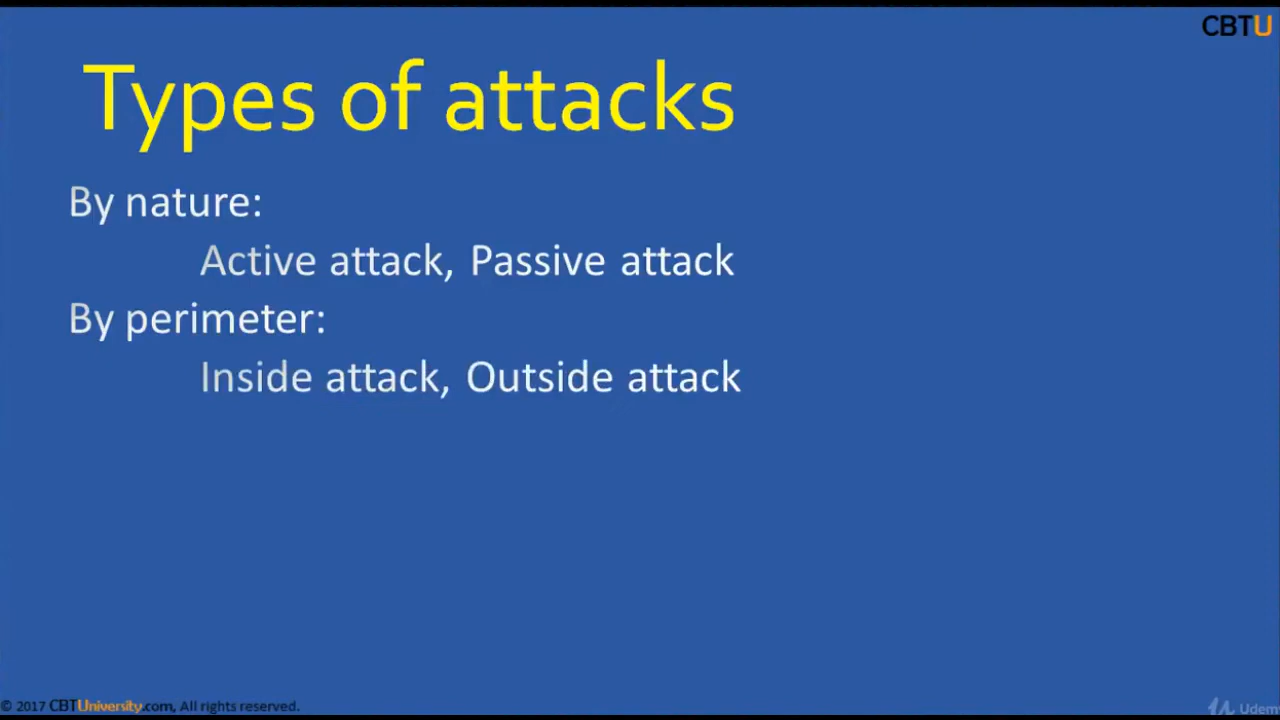 CBTU
Types of attacks
By nature:
Active attack, Passive attack
By perimeter:
Inside attack, Outside attack
© 2017 CBTUniversity.com, All rights reserved.
Udem